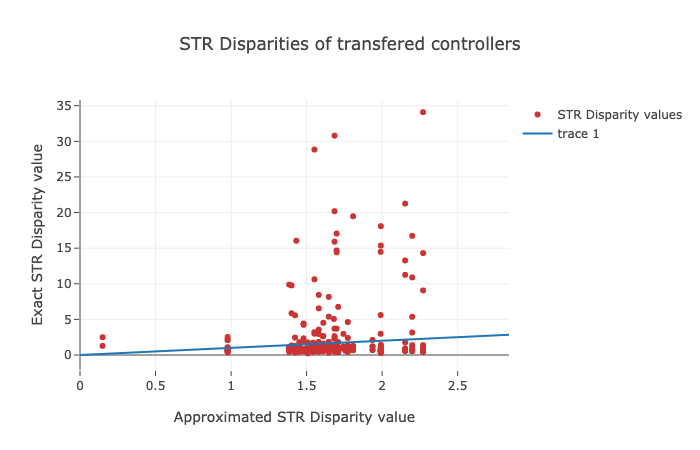 STR Disparities of transfered controllers
STR Disparity values
trace 1
Exact STR Disparity value
35
30
25
20
15
10
5
0
0
0.5
1
1.5
2
2.5
Approximated STR Disparity value